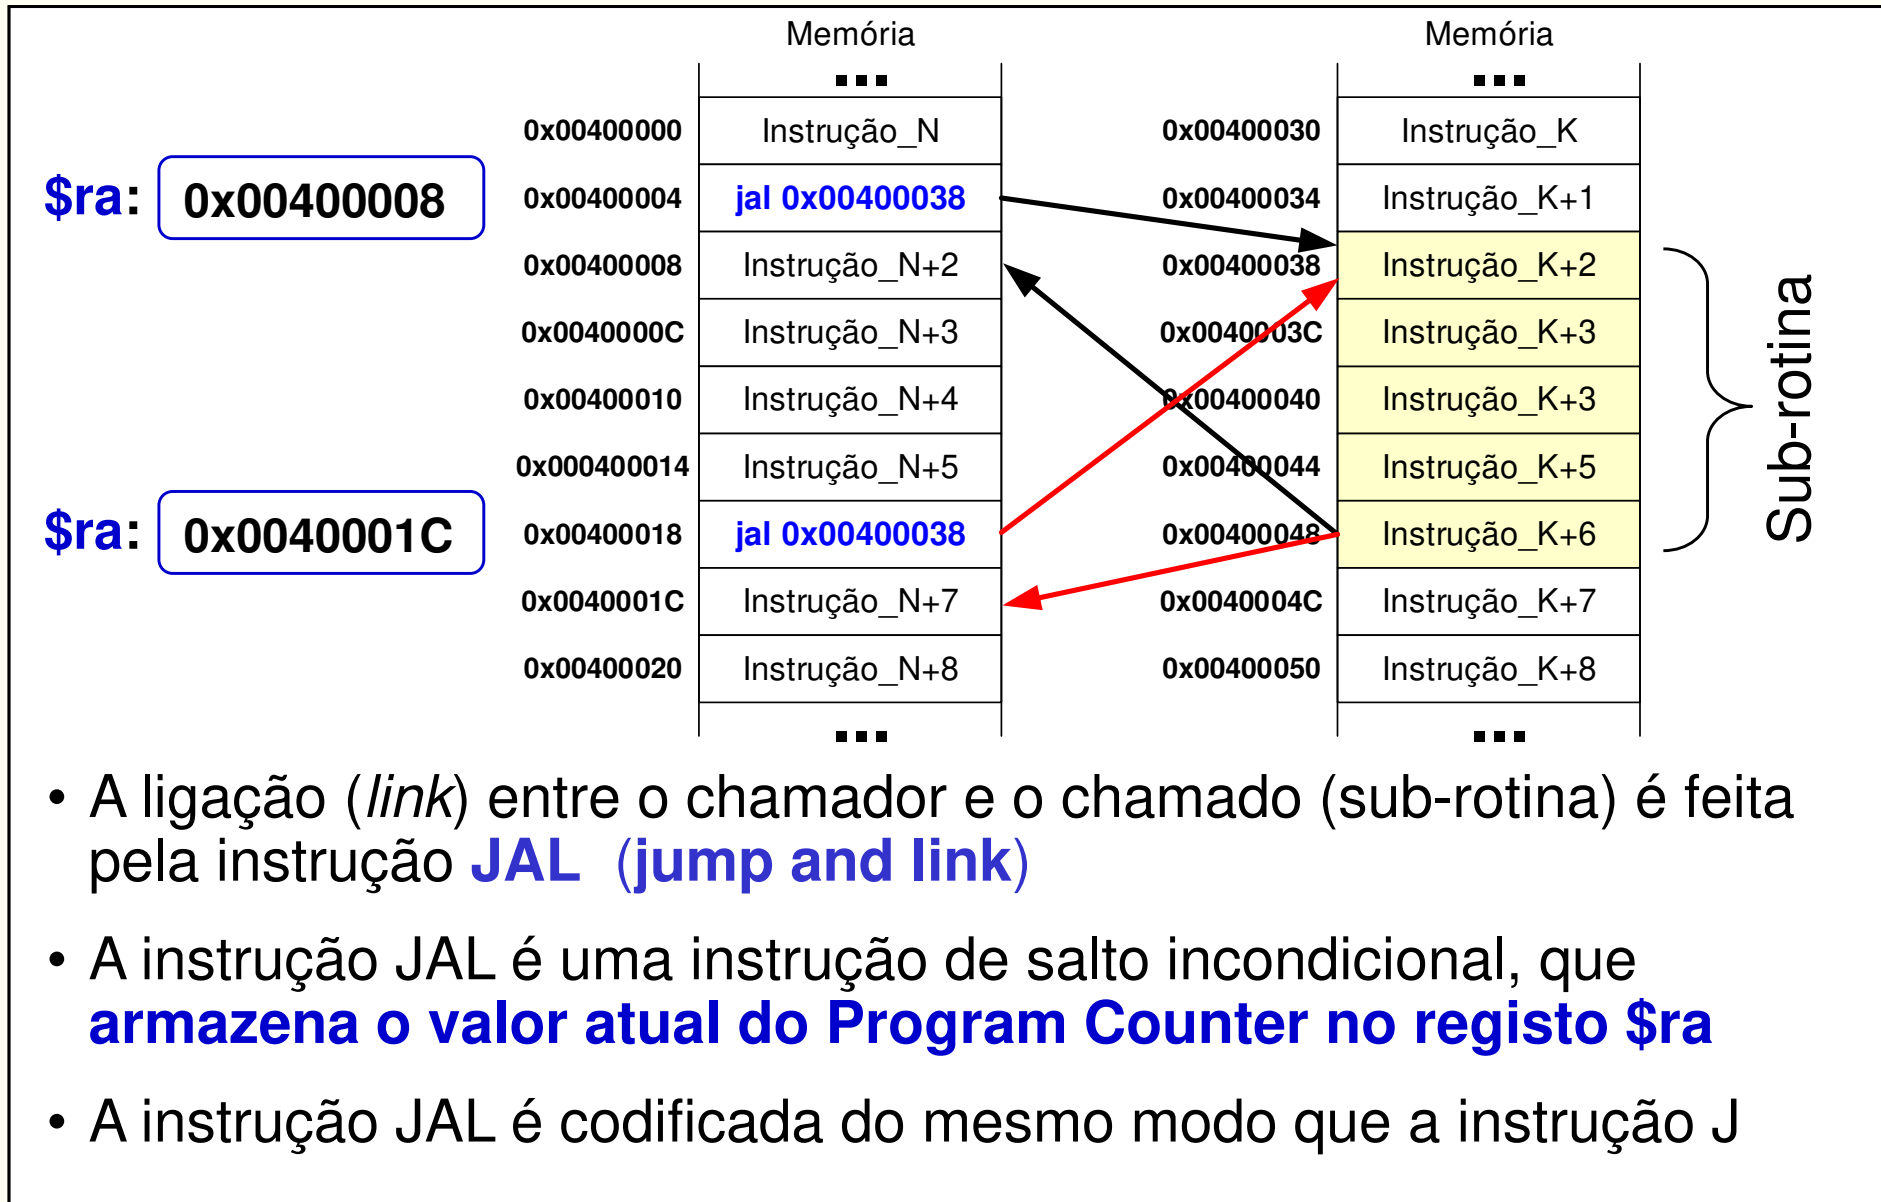 Memória Memória
0x00400000 Instrução_N 0x00400030 Instrução_K
$ra: 0x00400008 0x00400004 jal 0x00400038 0x00400034 Instrução_K+1
0x00400008 Instrução_N+2 0x00400038 Instrução_K+2
0x0040000C Instrução_N+3 0x0040003C Instrução_K+3
0x00400010 Instrução_N+4 0x00400040 Instrução_K+3
0x000400014 Instrução_N+5 0x00400044 Instrução_K+5
$ra: 0x0040001C 0x00400018 jal 0x00400038 0x00400048 Instrução_K+6
0x0040001C Instrução_N+7 0x0040004C Instrução_K+7
0x00400020 Instrução_N+8 0x00400050 Instrução_K+8
Sub-rotina
• A ligação (link) entre o chamador e o chamado (sub-rotina) é feita
pela instrução JAL (jump and link)
• A instrução JAL é uma instrução de salto incondicional, que
armazena o valor atual do Program Counter no registo $ra
• A instrução JAL é codificada do mesmo modo que a instrução J